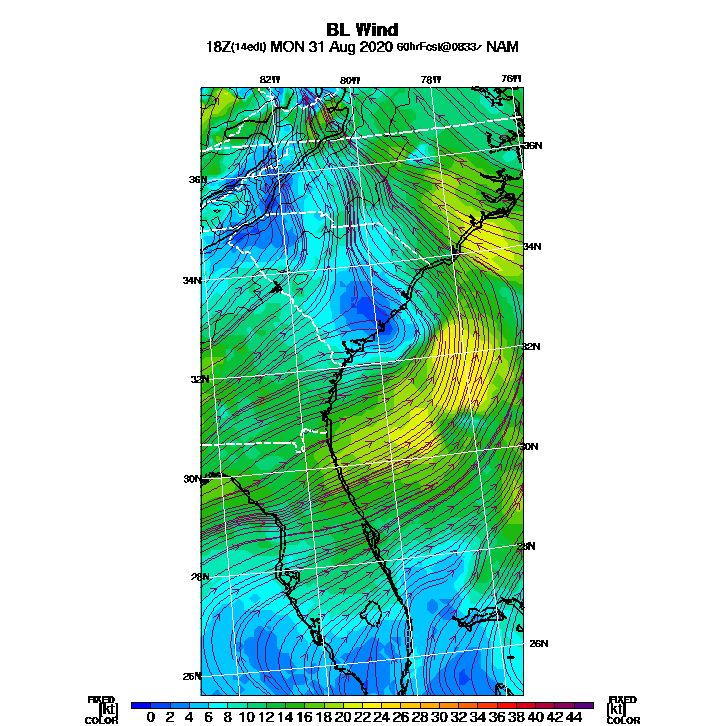 BL Wind
18Z(14edt) MON 31 Aug 2020 60hrFcst@0833z NAM
82W 80W 78W 76W
36N 36N
34N 34N
32N 32N
30N 30N
28N 28N
26N 26N
FIXED FIXED
[kt] 0 2 4 6 8 10 12 14 16 18 20 22 24 26 28 30 32 34 36 38 40 42 44 [kt]
COLOR COLOR